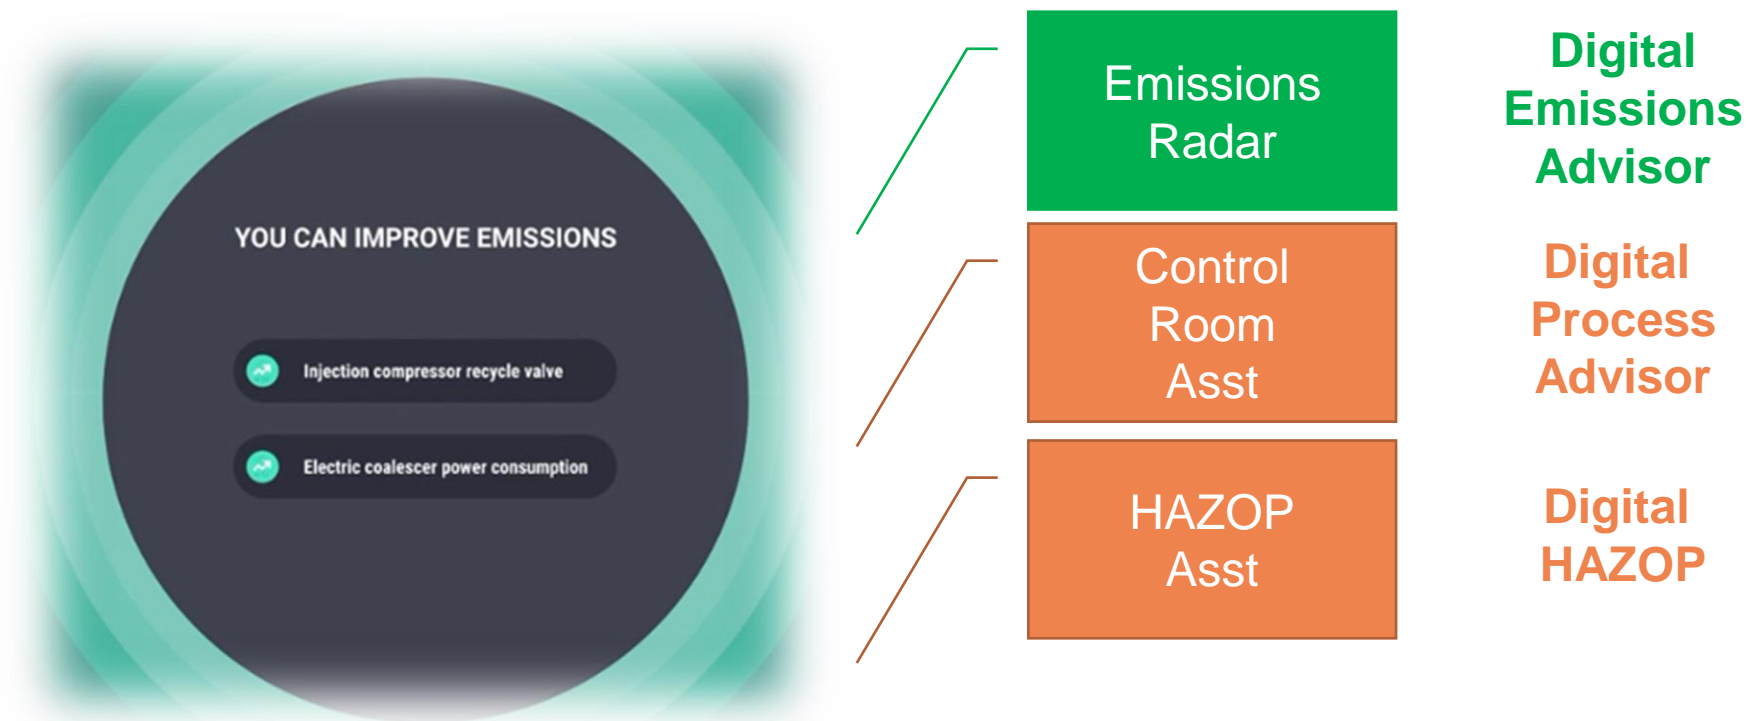 YOU CAN IMPROVE EMISSIONS
Injection compressor recycle valve
Electric coalescer power consumption
Emissions
Radar
Digital
Emissions
Advisor
Control
Room
Asst
Digital
Process
Advisor
HAZOP
Asst
Digital
HAZOP